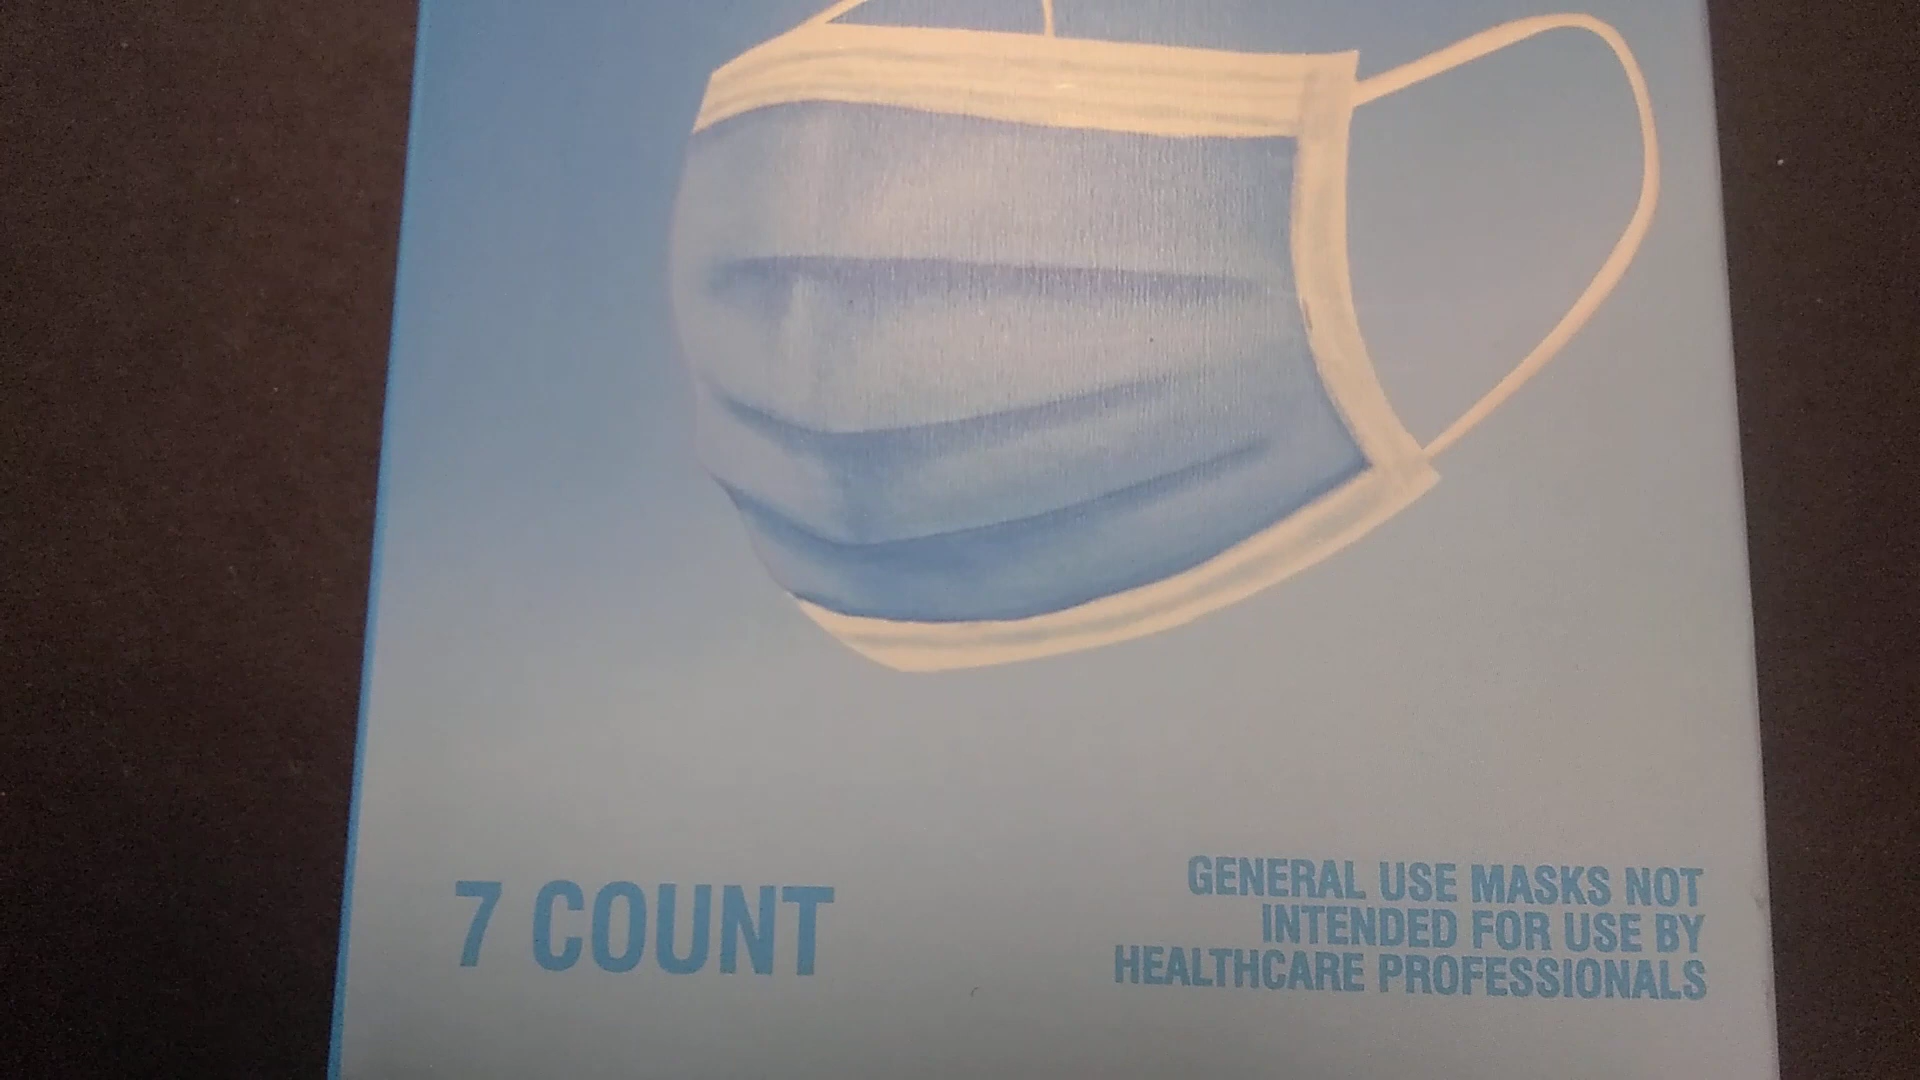 7 COUNT
GENERAL USE MASKS NOT
INTENDED FOR USE BY
HEALTHCARE PROFESSIONALS